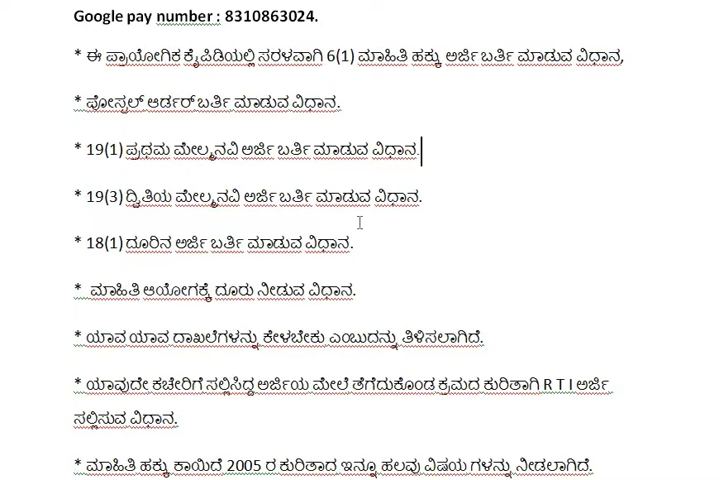 Google pay number : 8310863024.
* ಈ ಪ್ರಾಯೋಗಿಕ ಕೈಪಿಡಿಯಲ್ಲಿ ಸರಳವಾಗಿ 6(1) ಮಾಹಿತಿ ಹಕ್ಕು ಅರ್ಜಿ ಬರ್ತಿ ಮಾಡುವ ವಿಧಾನ,
* ಪೋಸ್ಟಲ್ ಆರ್ಡರ್ ಬರ್ತಿ ಮಾಡುವ ವಿಧಾನ.
* 19(1) ಪ್ರಥಮ ಮೇಲ್ಮನವಿ ಅರ್ಜಿ ಬರ್ತಿ ಮಾಡುವ ವಿಧಾನ.
* 19(3) ದ್ವಿತಿಯ ಮೇಲ್ಮನವಿ ಅರ್ಜಿ ಬರ್ತಿ ಮಾಡುವ ವಿಧಾನ.
* 18(1) ದೂರಿನ ಅರ್ಜಿ ಬರ್ತಿ ಮಾಡುವ ವಿಧಾನ.
* ಮಾಹಿತಿ ಆಯೋಗಕ್ಕೆ ದೂರು ನೀಡುವ ವಿಧಾನ.
* ಯಾವ ಯಾವ ದಾಖಲೆಗಳನ್ನು ಕೇಳಬೇಕು ಎಂಬುದನ್ನು ತಿಳಿಸಲಾಗಿದೆ.
* ಯಾವುದೇ ಕಚೇರಿಗೆ ಸಲ್ಲಿಸಿದ್ದ ಅರ್ಜಿಯ ಮೇಲೆ ತೆಗೆದುಕೊಂಡ ಕ್ರಮದ ಕುರಿತಾಗಿ R T I ಅರ್ಜಿ
ಸಲ್ಲಿಸುವ ವಿಧಾನ.
* ಮಾಹಿತಿ ಹಕ್ಕು ಕಾಯಿದೆ 2005 ರ ಕುರಿತಾದ ಇನ್ನೂ ಹಲವು ವಿಷಯ ಗಳನ್ನು ನೀಡಲಾಗಿದೆ.